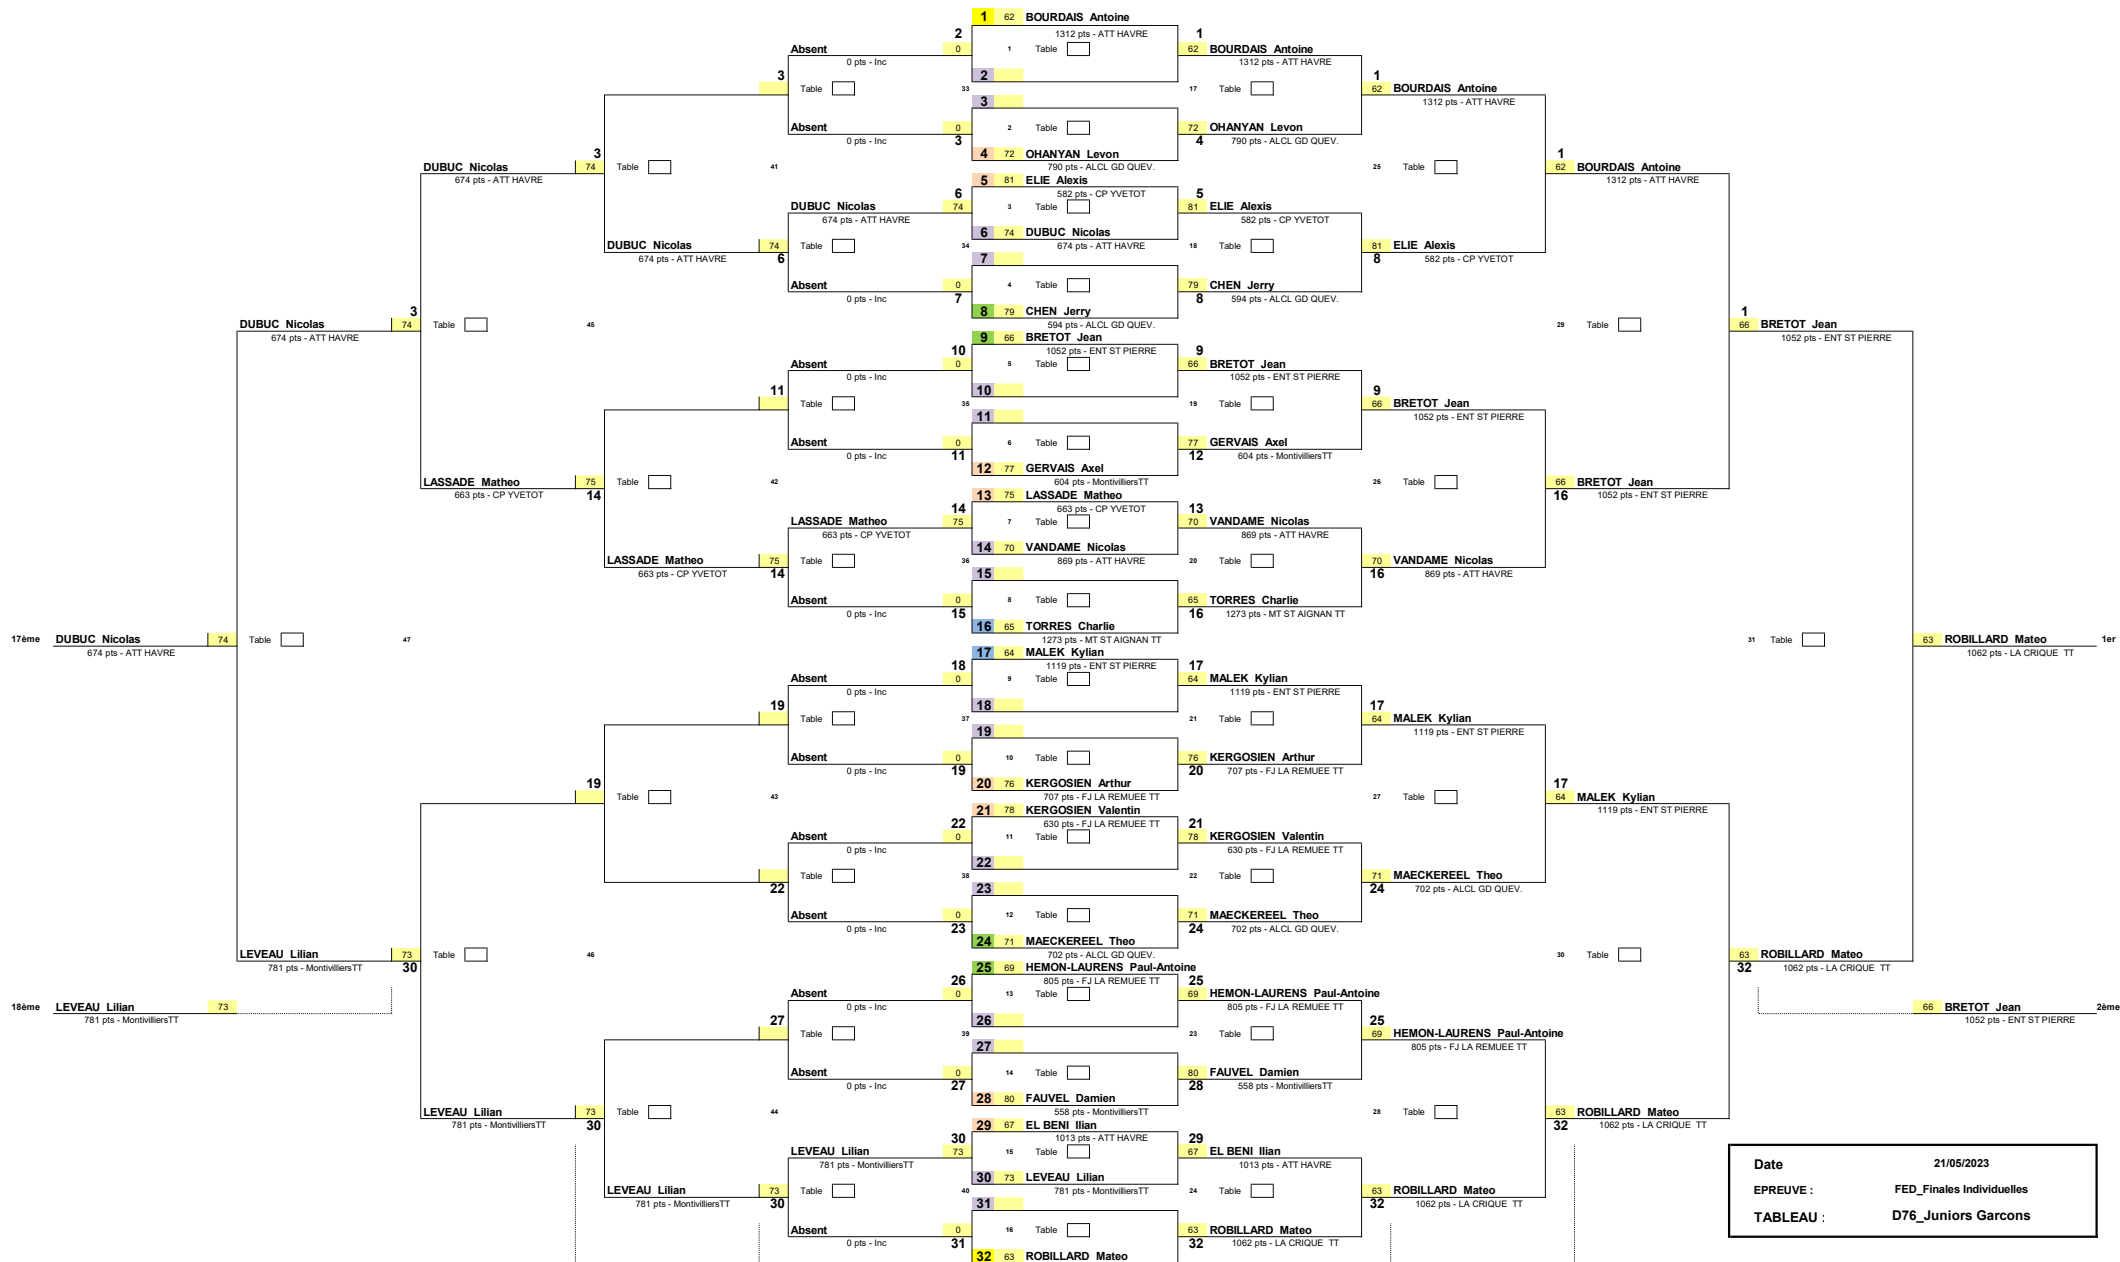 1 62 BOURDAIS Antoine
2 1312 pts - ATT HAVRE 1
Absent 0 1 Table 62 BOURDAIS Antoine
0 pts - Inc 1312 pts - ATT HAVRE
3 2 1
Table 33 17 Table 62 BOURDAIS Antoine
3 1312 pts - ATT HAVRE
Absent 0 2 Table 72 OHANYAN Levon
0 pts - Inc 3 4 790 pts - ALCL GD QUEV.
3 4 72 OHANYAN Levon 1
DUBUC Nicolas 74 Table 41 790 pts - ALCL GD QUEV. 25 Table 62 BOURDAIS Antoine
674 pts - ATT HAVRE 5 81 ELIE Alexis 1312 pts - ATT HAVRE
6 582 pts - CP YVETOT 5
DUBUC Nicolas 74 3 Table 81 ELIE Alexis
674 pts - ATT HAVRE 582 pts - CP YVETOT
6 74 DUBUC Nicolas
DUBUC Nicolas 74 Table 34 674 pts - ATT HAVRE 18 Table 81 ELIE Alexis
674 pts - ATT HAVRE 6 7 8 582 pts - CP YVETOT
Absent 0 4 Table 79 CHEN Jerry
0 pts - Inc 7 8 594 pts - ALCL GD QUEV.
3 8 79 CHEN Jerry 1
DUBUC Nicolas 74 Table 45 594 pts - ALCL GD QUEV. 29 Table 66 BRETOT Jean
674 pts - ATT HAVRE 9 66 BRETOT Jean 1052 pts - ENT ST PIERRE
10 1052 pts - ENT ST PIERRE 9
Absent 0 5 Table 66 BRETOT Jean
0 pts - Inc 1052 pts - ENT ST PIERRE
11 10 9
Table 35 19 Table 66 BRETOT Jean
11 1052 pts - ENT ST PIERRE
Absent 0 6 Table 77 GERVAIS Axel
0 pts - Inc 11 12 604 pts - MontivilliersTT
12 77 GERVAIS Axel
LASSADE Matheo 75 Table 42 604 pts - MontivilliersTT 26 Table 66 BRETOT Jean
663 pts - CP YVETOT 14 13 75 LASSADE Matheo 16 1052 pts - ENT ST PIERRE
14 663 pts - CP YVETOT 13
LASSADE Matheo 75 7 Table 70 VANDAME Nicolas
663 pts - CP YVETOT 869 pts - ATT HAVRE
14 70 VANDAME Nicolas
LASSADE Matheo 75 Table 36 869 pts - ATT HAVRE 20 Table 70 VANDAME Nicolas
663 pts - CP YVETOT 14 15 16 869 pts - ATT HAVRE
Absent 0 8 Table 65 TORRES Charlie
0 pts - Inc 15 16 1273 pts - MT ST AIGNAN TT
16 65 TORRES Charlie
17ème DUBUC Nicolas 74 Table 47 1273 pts - MT ST AIGNAN TT 31 Table 63 ROBILLARD Mateo 1er
674 pts - ATT HAVRE 17 64 MALEK Kylian 1062 pts - LA CRIQUE TT
18 1119 pts - ENT ST PIERRE 17
Absent 0 9 Table 64 MALEK Kylian
0 pts - Inc 1119 pts - ENT ST PIERRE
19 18 17
Table 37 21 Table 64 MALEK Kylian
19 1119 pts - ENT ST PIERRE
Absent 0 10 Table 76 KERGOSIEN Arthur
0 pts - Inc 19 20 707 pts - FJ LA REMUEE TT
19 20 76 KERGOSIEN Arthur 17
Table 43 707 pts - FJ LA REMUEE TT 27 Table 64 MALEK Kylian
21 78 KERGOSIEN Valentin 1119 pts - ENT ST PIERRE
22 630 pts - FJ LA REMUEE TT 21
Absent 0 11 Table 78 KERGOSIEN Valentin
0 pts - Inc 630 pts - FJ LA REMUEE TT
22
Table 38 22 Table 71 MAECKEREEL Theo
22 23 24 702 pts - ALCL GD QUEV.
Absent 0 12 Table 71 MAECKEREEL Theo
0 pts - Inc 23 24 702 pts - ALCL GD QUEV.
24 71 MAECKEREEL Theo
LEVEAU Lilian 73 Table 46 702 pts - ALCL GD QUEV. 30 Table 63 ROBILLARD Mateo
781 pts - MontivilliersTT 30 25 69 HEMON-LAURENS Paul-Antoine 32 1062 pts - LA CRIQUE TT
26 805 pts - FJ LA REMUEE TT 25
Absent 0 13 Table 69 HEMON-LAURENS Paul-Antoine
18ème LEVEAU Lilian 73 0 pts - Inc 805 pts - FJ LA REMUEE TT 66 BRETOT Jean 2ème
781 pts - MontivilliersTT 27 26 25 1052 pts - ENT ST PIERRE
Table 39 23 Table 69 HEMON-LAURENS Paul-Antoine
27 805 pts - FJ LA REMUEE TT
Absent 0 14 Table 80 FAUVEL Damien
0 pts - Inc 27 28 558 pts - MontivilliersTT
28 80 FAUVEL Damien
LEVEAU Lilian 73 Table 44 558 pts - MontivilliersTT 28 Table 63 ROBILLARD Mateo
781 pts - MontivilliersTT 30 29 67 EL BENI Ilian 32 1062 pts - LA CRIQUE TT
30 1013 pts - ATT HAVRE 29
LEVEAU Lilian 73 15 Table 67 EL BENI Ilian
781 pts - MontivilliersTT 1013 pts - ATT HAVRE
30 73 LEVEAU Lilian
LEVEAU Lilian 73 Table 40 781 pts - MontivilliersTT 24 Table 63 ROBILLARD Mateo
781 pts - MontivilliersTT 30 31 32 1062 pts - LA CRIQUE TT
Absent 0 16 Table 63 ROBILLARD Mateo
0 pts - Inc 31 32 1062 pts - LA CRIQUE TT
32 63 ROBILLARD Mateo
Date 21/05/2023
EPREUVE : FED_Finales Individuelles
TABLEAU : D76_Juniors Garcons